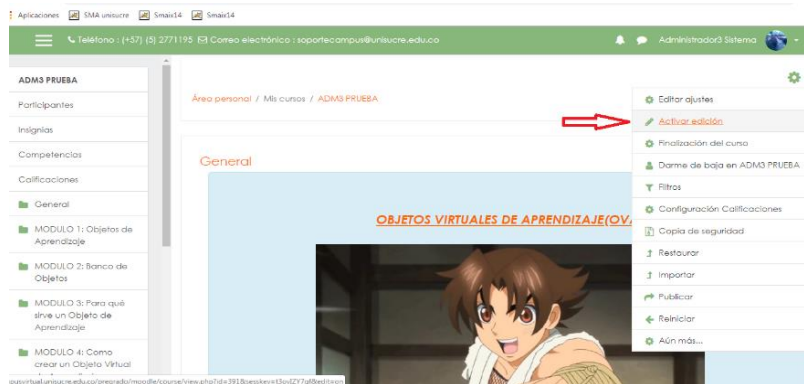 Aplicaciones SMA unisucre Smaix14 Smaix14
Teléfono : (+57) (5) 2771195 Correo electrónico : soportecampus@unisucre.edu.co Administrador3 Sistema
ADM3 PRUEBA
Participantes
Insignias
Competencias
Calificaciones
General
MODULO 1: Objetos de
Aprendizaje
MODULO 2: Banco de
Objetos
MODULO 3: Para qué
sirve un Objeto de
Aprendizaje
MODULO 4: Como
crear un Objeto Virtual
Área personal / Mis cursos / ADM3 PRUEBA
General
OBJETOS VIRTUALES DE APRENDIZAJE(OVA
Editar ajustes
Activar edición
Finalización del curso
Darme de baja en ADM3 PRUEBA
Filtros
Configuración Calificaciones
Copia de seguridad
Restaurar
Importar
Publicar
Reiniciar
Aún más...